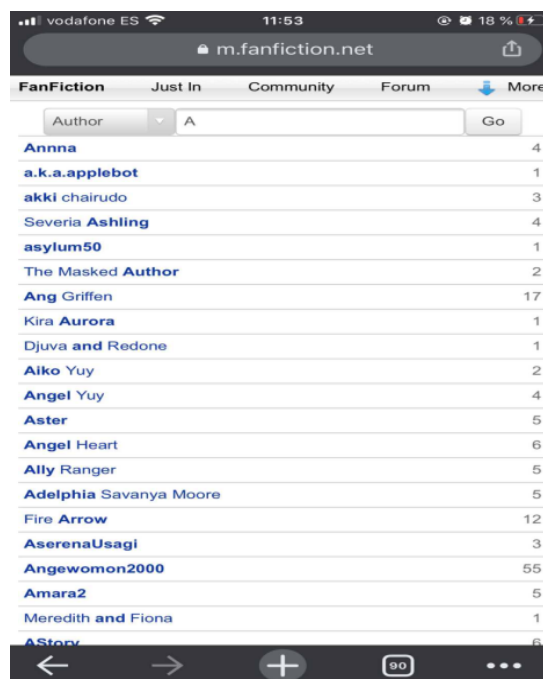 vodafone ES 11:53 18 %
m.fanfiction.net
FanFiction Just In Community Forum More
Author A Go
Annna 4
a.k.a.applebot 1
akki chairudo 3
Severia Ashling 4
asylum50 1
The Masked Author 2
Ang Griffen 17
Kira Aurora 1
Djuva and Redone 1
Aiko Yuy 2
Angel Yuy 4
Aster 5
Angel Heart 6
Ally Ranger 5
Adelphia Savanya Moore 5
Fire Arrow 12
AserenaUsagi 3
Angewomon2000 55
Amara2 5
Meredith and Fiona 1
AStory 6
90